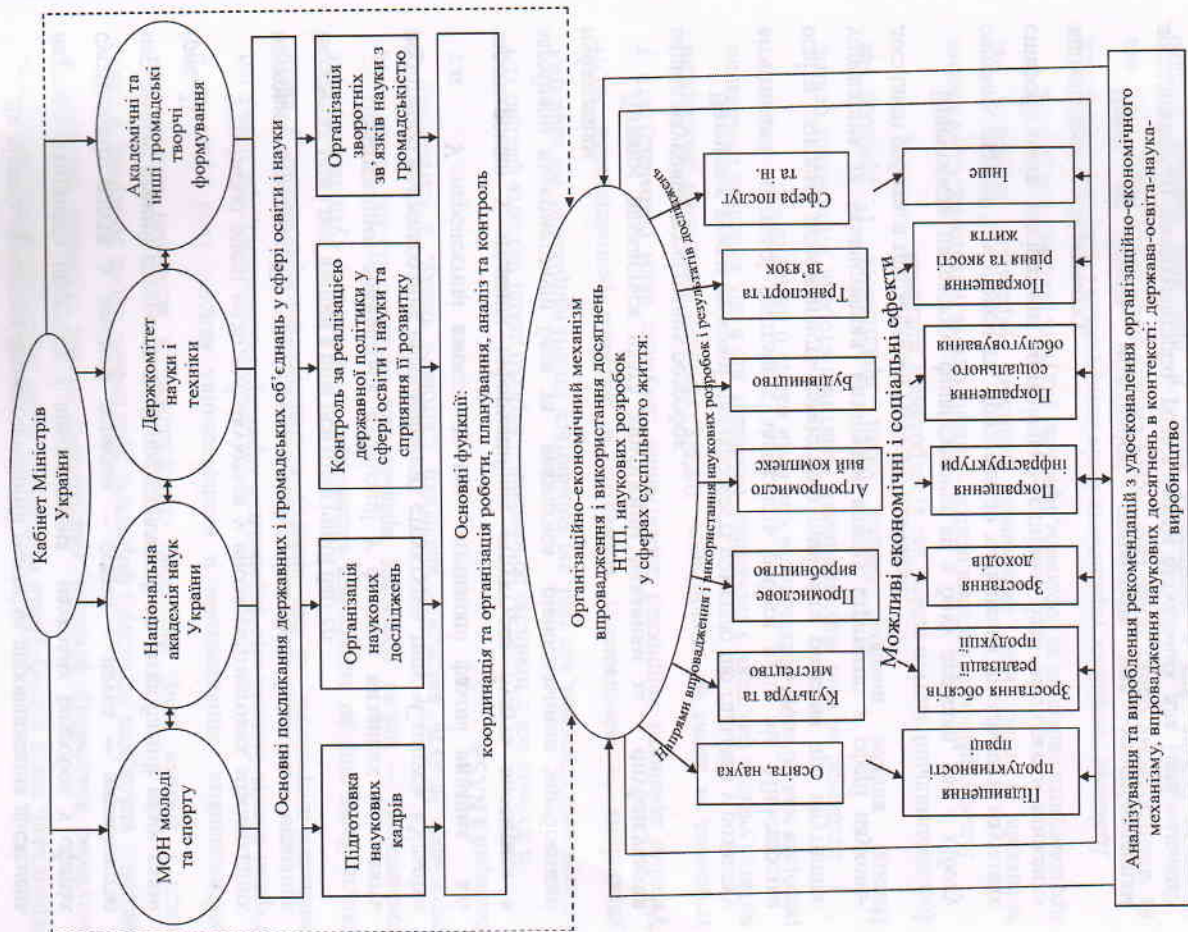 Кабінет Міністрів
України
МОН молоді
та спорту
Національна
академія наук
України
Держкомітет
науки і
техніки
Академічні та
інші громадські
творчі
формування
Основні покликання державних і громадських об'єднань у сфері освіти і науки
Підготовка
наукових
кадрів
Організація
наукових
досліджень
Контроль за реалізацією
державної політики у
сфері освіти і науки та
сприяння її розвитку
Організація
зворотніх
зв'язків науки з
громадськістю
Основні функції:
координація та організація роботи, планування, аналіз та контроль
Організаційно-економічний механізм
впровадження і використання досягнень
НТП, наукових розробок
у сферах суспільного життя:
Напрями впровадження і використання наукових розробок і результатів досліджень
Освіта, наука
Культура та
мистецтво
Промислове
виробництво
Агропромисло
вий комплекс
Будівництво
Транспорт та
зв'язок
Сфера послуг
та ін.
Можливі економічні і соціальні ефекти
Підвищення
продуктивності
праці
Зростання обсягів
реалізації
продукції
Зростання
доходів
Покращення
інфраструктури
Покращення
соціального
обслуговування
Покращення
рівня та якості
життя
Інше
Аналізування та вироблення рекомендацій з удосконалення організаційно-економічного
механізму, впровадження наукових досягнень в контексті: держава-освіта-наука-
виробництво